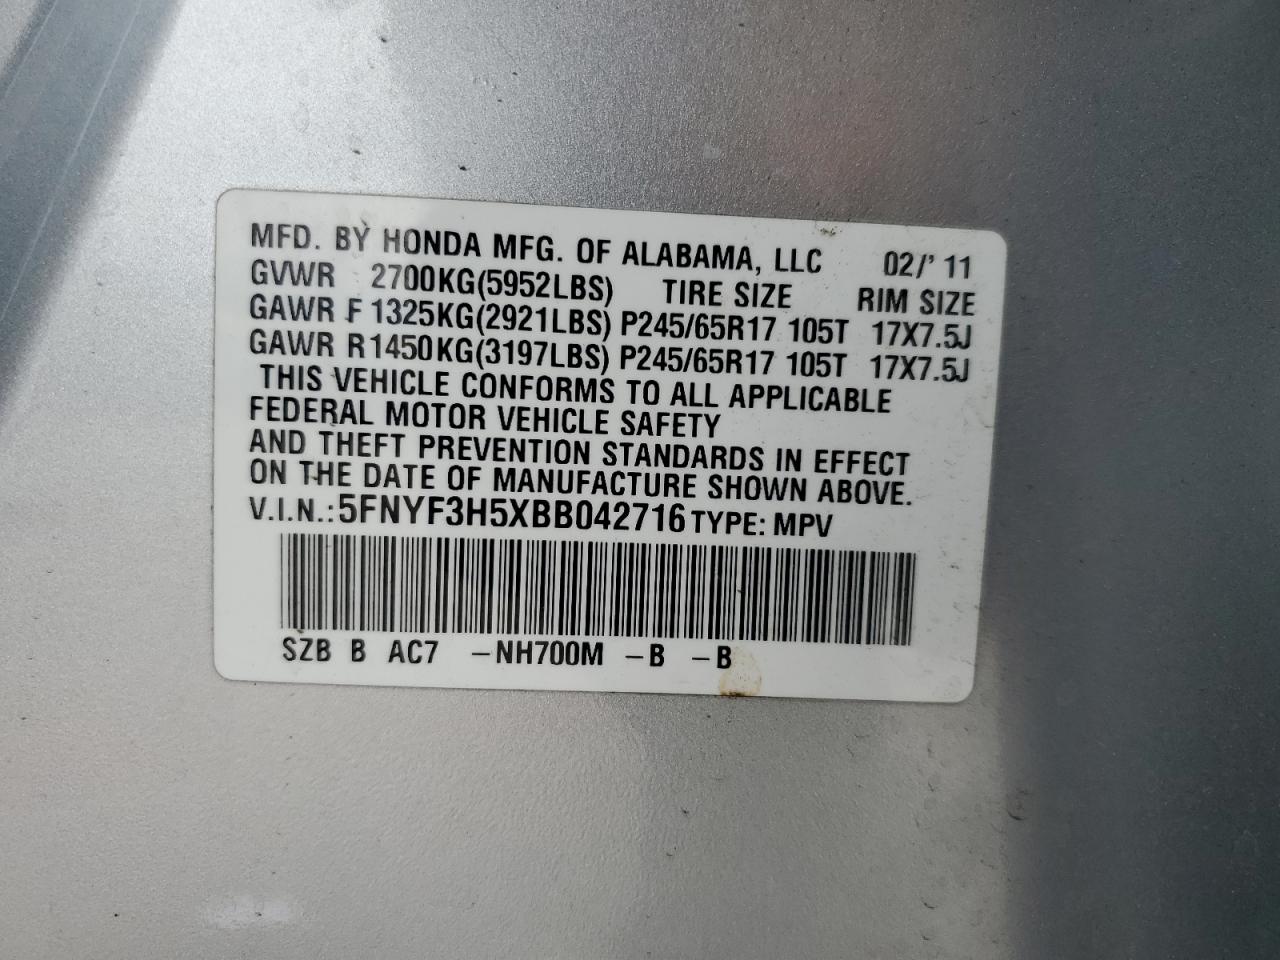 MFD. BY HONDA MFG. OF ALABAMA, LLC 02/' 11
GVWR 2700KG(5952LBS) TIRE SIZE RIM SIZE
GAWR F 1325KG(2921LBS) P245/65R17 105T 17X7.5J
GAWR R1450KG(3197LBS) P245/65R17 105T 17X7.5J
THIS VEHICLE CONFORMS TO ALL APPLICABLE
FEDERAL MOTOR VEHICLE SAFETY
AND THEFT PREVENTION STANDARDS IN EFFECT
ON THE DATE OF MANUFACTURE SHOWN ABOVE.
V.I.N.: 5FNYF3H5XBB042716 TYPE: MPV
SZB B AC7 -NH700M -B -B